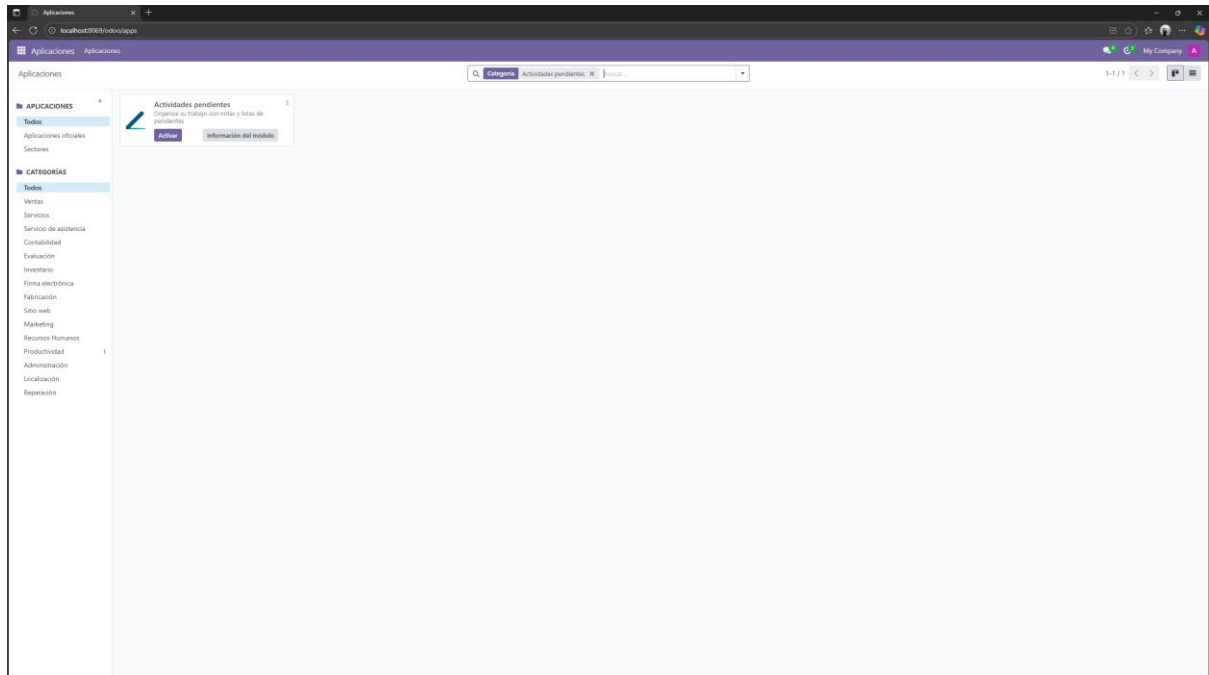 Aplicaciones
localhost:8069/odoo/apps
Aplicaciones Aplicaciones
4
My Company A
Aplicaciones
Categoría Actividades pendientes Buscar...
1-1 / 1
APLICACIONES
Todos
Aplicaciones oficiales
Sectores
CATEGORÍAS
Todos
Ventas
Servicios
Servicio de asistencia
Contabilidad
Evaluación
Inventario
Firma electrónica
Fabricación
Sitio web
Marketing
Recursos Humanos
Productividad 1
Administración
Localización
Reparación
Actividades pendientes
Organice su trabajo con notas y listas de
pendientes
Activar Información del módulo